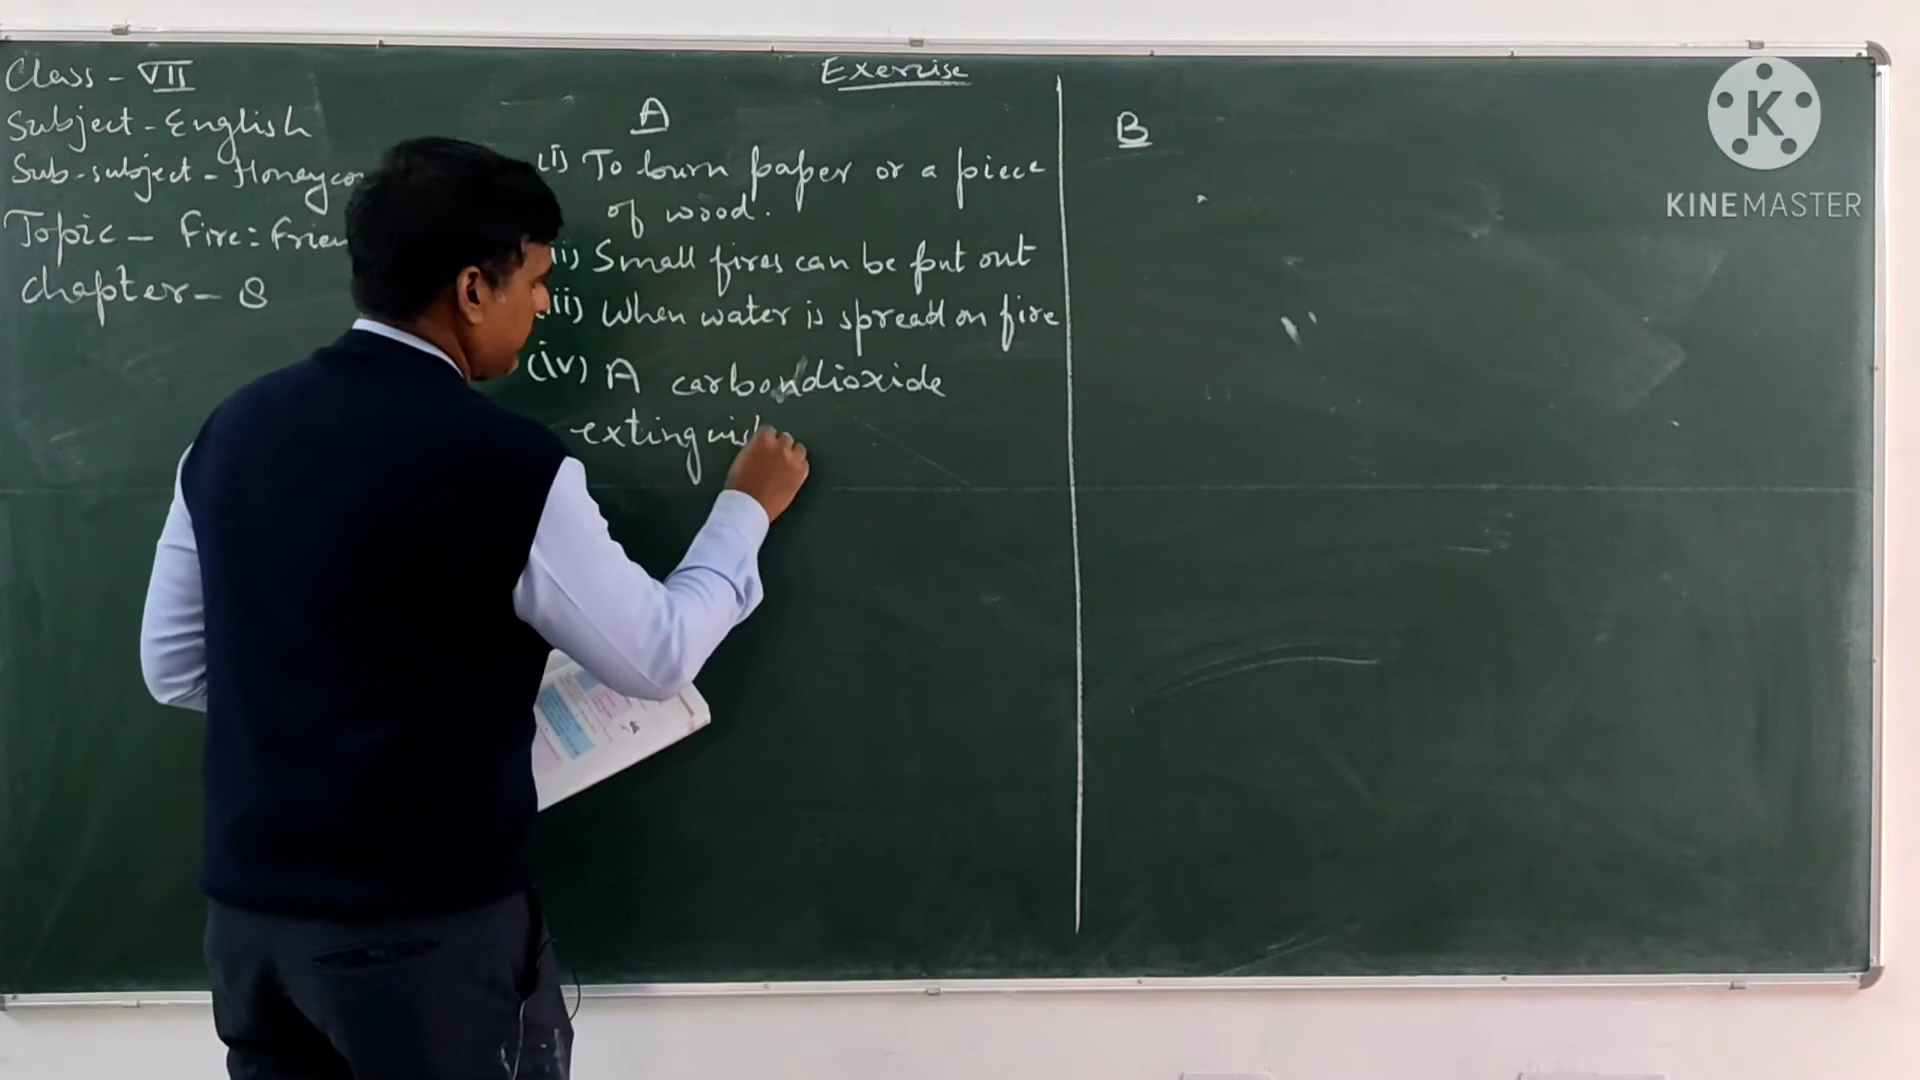 Class - VII
Subject - English
Sub-subject - Honeyco
Topic - Fire: Frien
Chapter - 8
Exercise
A
(i) To burn paper or a piece
of wood.
ii) Small fires can be put out
iii) When water is spread on fire
(iv) A carbondioxide
extinguish
B
K
KINEMASTER